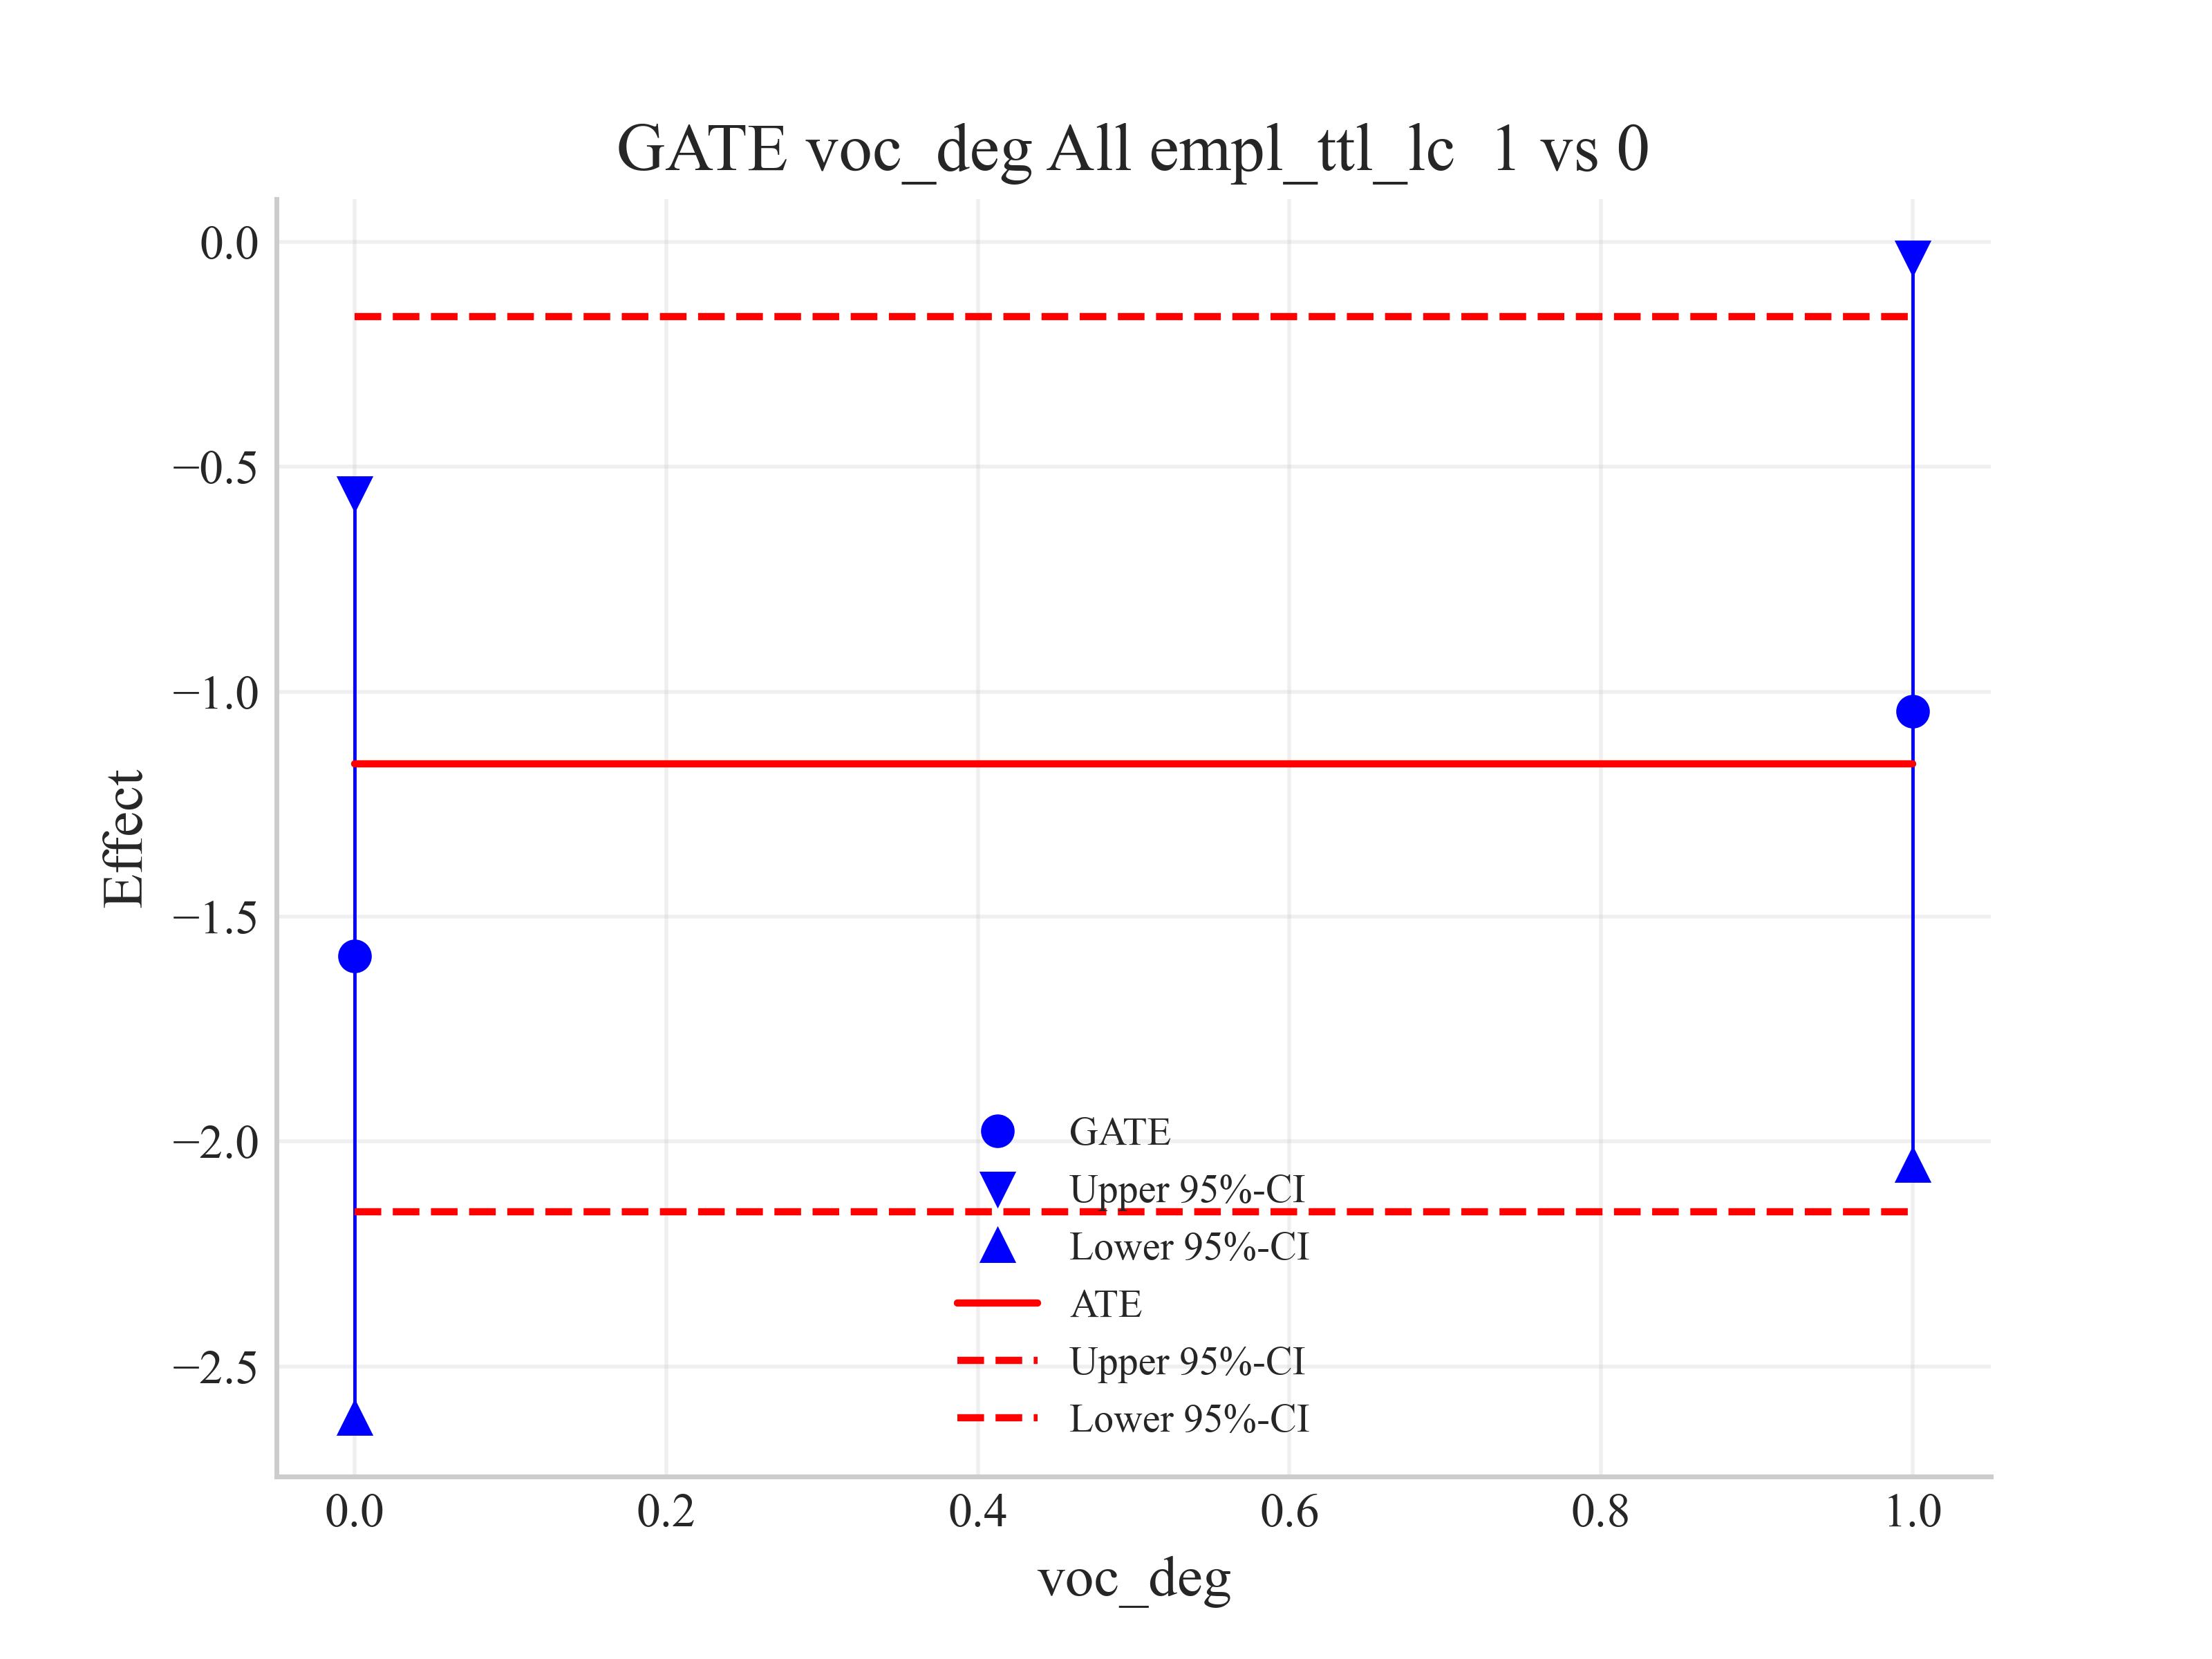 GATE voc_deg All empl_ttl_lc  1 vs 0
0.0
−0.5
−1.0
−1.5
−2.0
−2.5
Effect
GATE
Upper 95%-CI
Lower 95%-CI
ATE
Upper 95%-CI
Lower 95%-CI
0.0 0.2 0.4 0.6 0.8 1.0
voc_deg